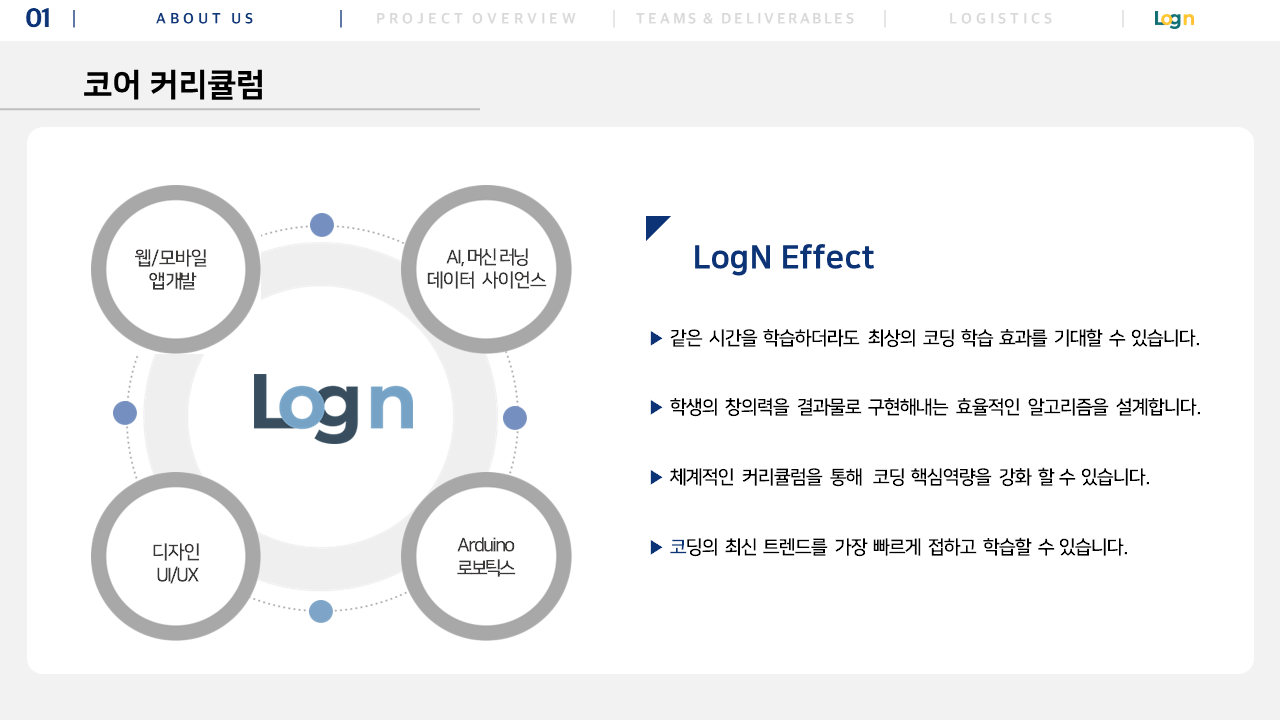 01
ABOUT US
PROJECT OVERVIEW
TEAMS & DELIVERABLES
LOGISTICS
Logn
코어 커리큘럼
웹/모바일
앱개발
AI, 머신 러닝
데이터 사이언스
Logn
디자인
UI/UX
Arduino
로보틱스
LogN Effect
▶ 같은 시간을 학습하더라도 최상의 코딩 학습 효과를 기대할 수 있습니다.
▶ 학생의 창의력을 결과물로 구현해내는 효율적인 알고리즘을 설계합니다.
▶ 체계적인 커리큘럼을 통해 코딩 핵심역량을 강화 할 수 있습니다.
▶ 코딩의 최신 트렌드를 가장 빠르게 접하고 학습할 수 있습니다.